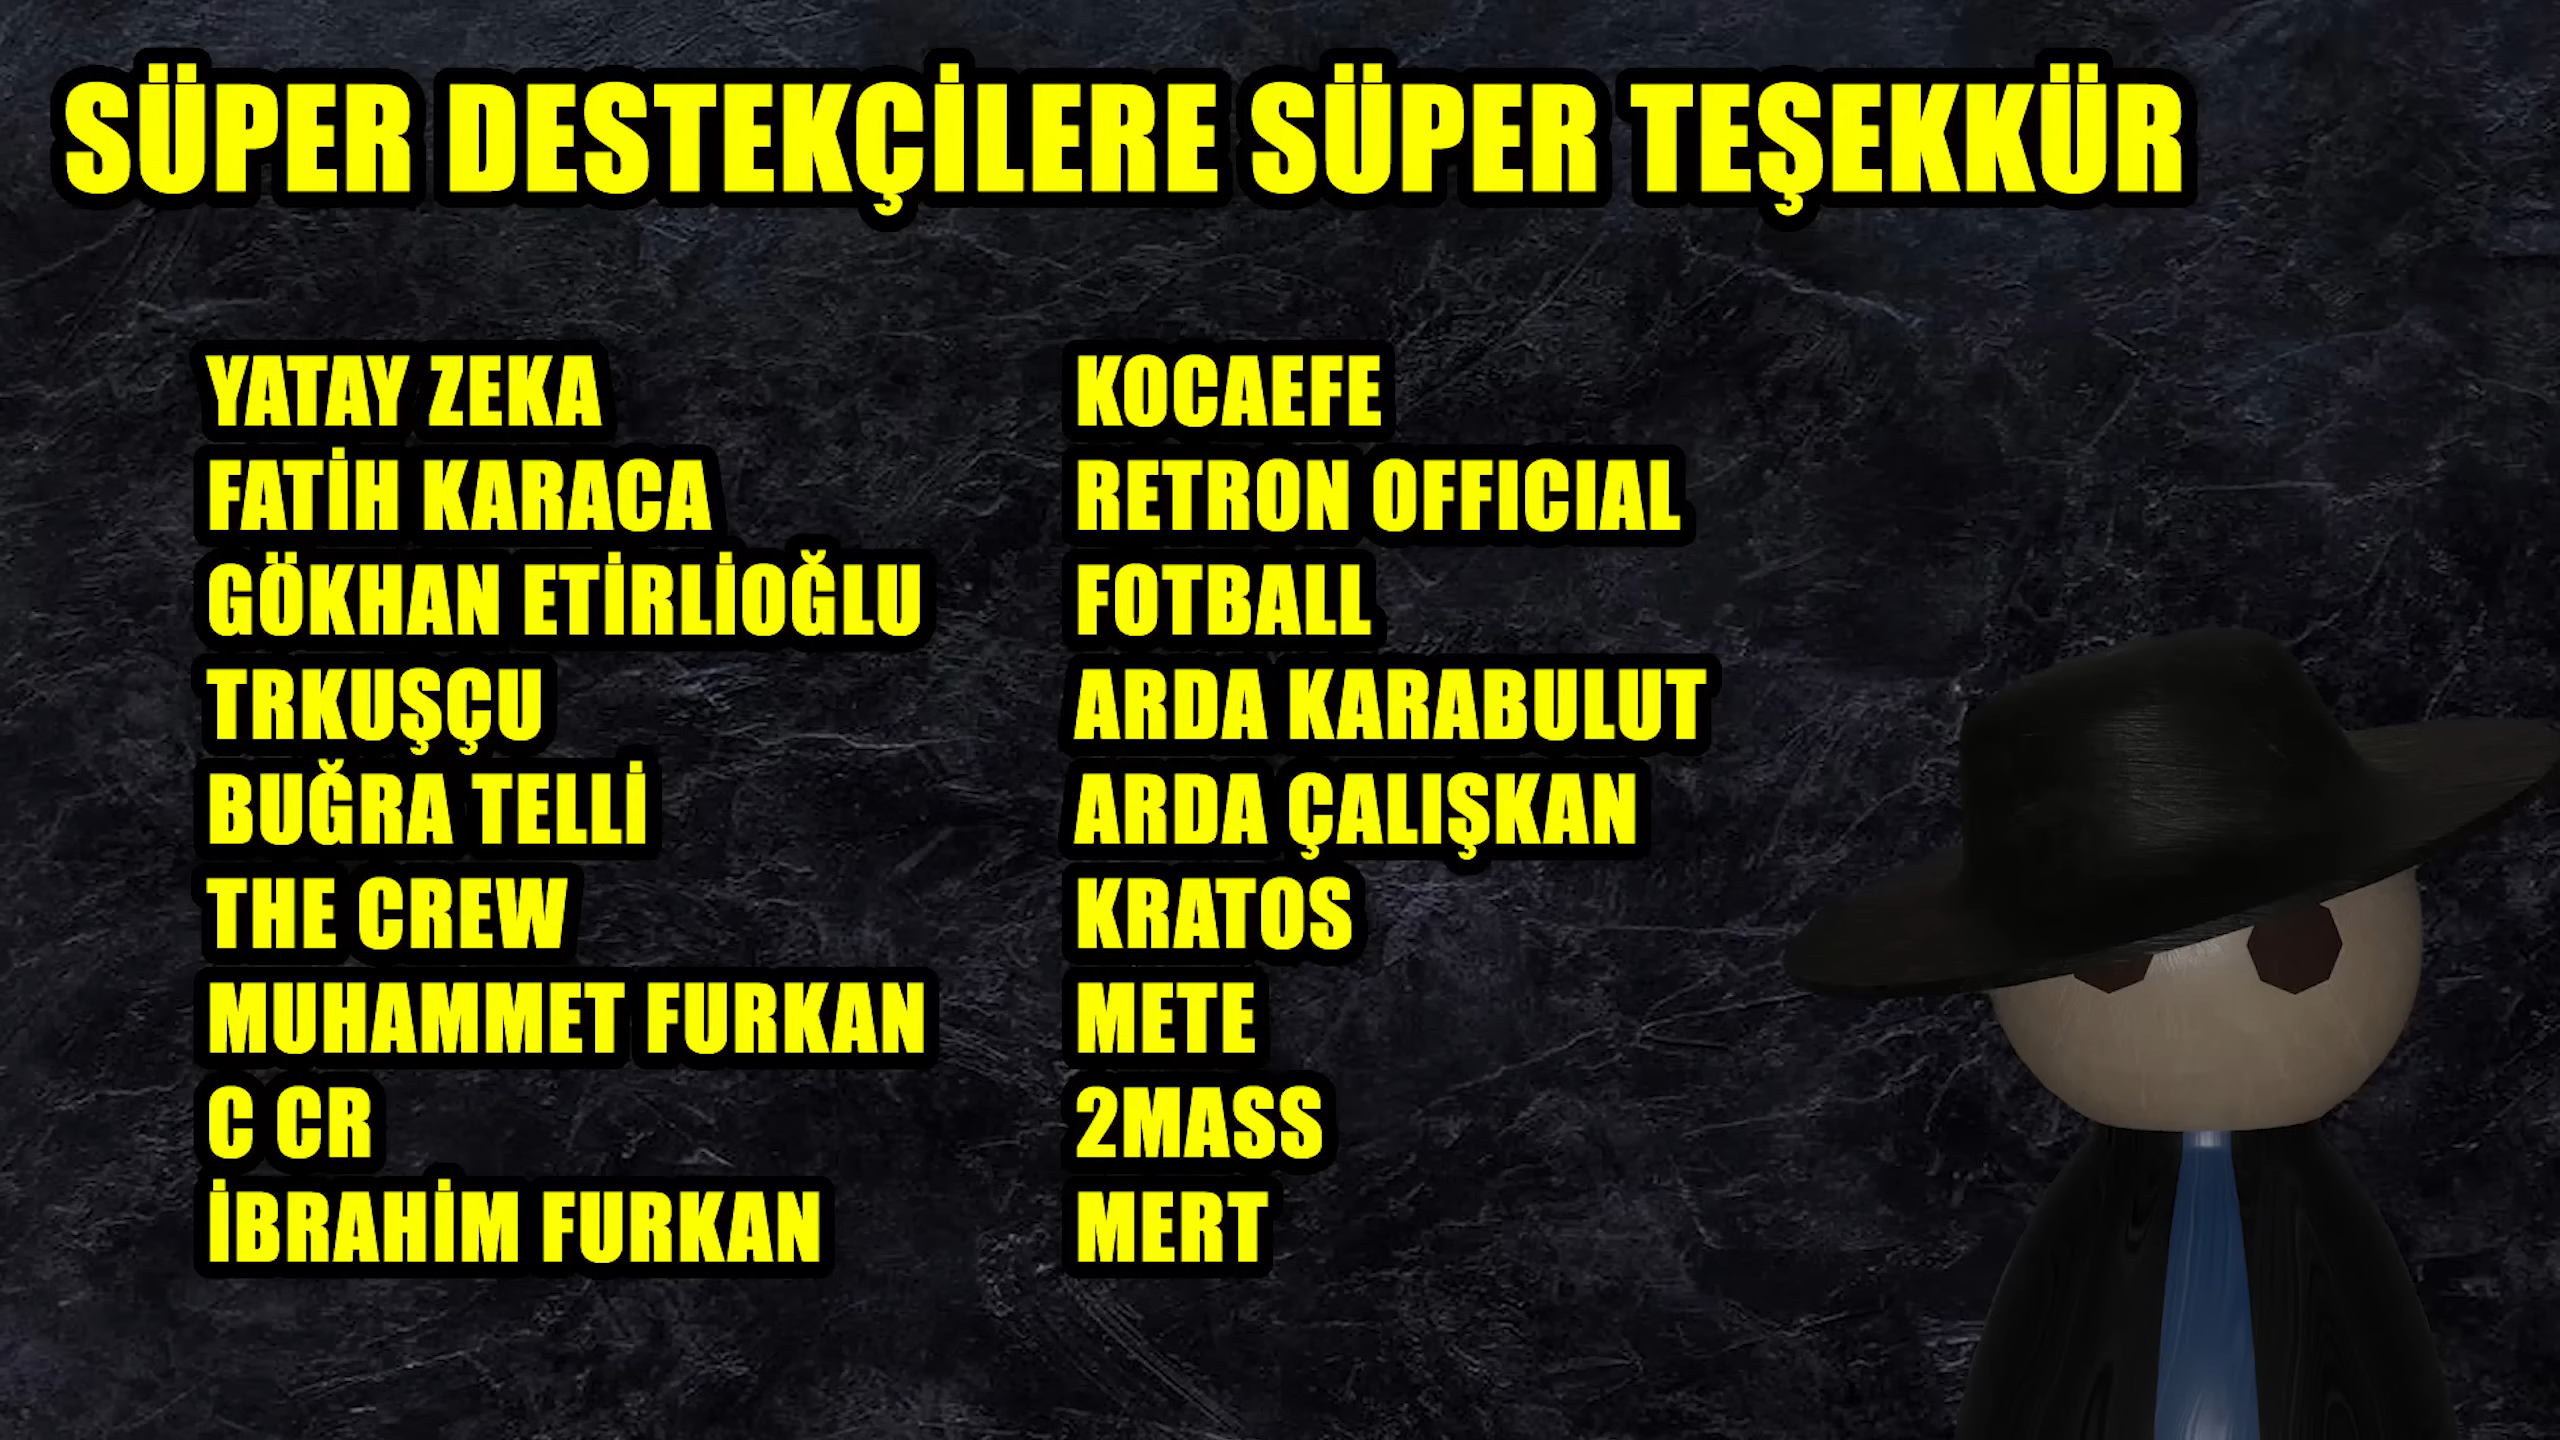 SÜPER DESTEKÇİLERE SÜPER TEŞEKKÜR
YATAY ZEKA
FATİH KARACA
GÖKHAN ETİRLİOĞLU
TRKUŞÇU
BUĞRA TELLİ
THE CREW
MUHAMMET FURKAN
C CR
İBRAHİM FURKAN
KOCAEFE
RETRON OFFICIAL
FOTBALL
ARDA KARABULUT
ARDA ÇALIŞKAN
KRATOS
METE
2MASS
MERT